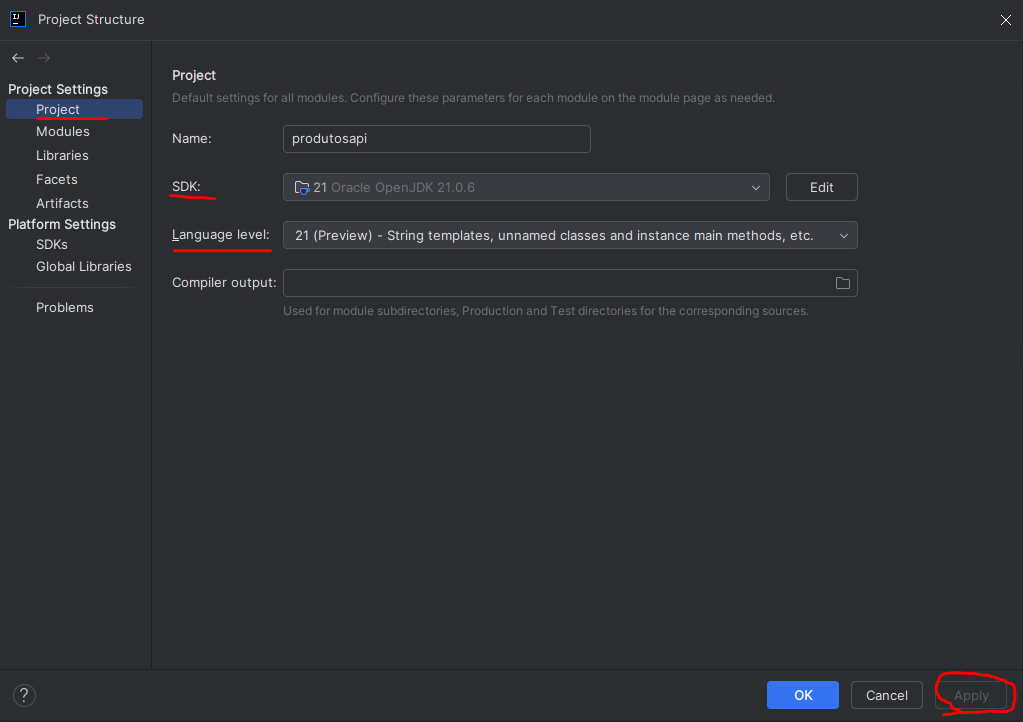 Project Structure
Project Settings
Project
Modules
Libraries
Facets
Artifacts
Platform Settings
SDKs
Global Libraries
Problems
Project
Default settings for all modules. Configure these parameters for each module on the module page as needed.
Name: produtosapi
SDK: 21 Oracle OpenJDK 21.0.6 Edit
Language level: 21 (Preview) - String templates, unnamed classes and instance main methods, etc.
Compiler output:
Used for module subdirectories, Production and Test directories for the corresponding sources.
? OK Cancel Apply